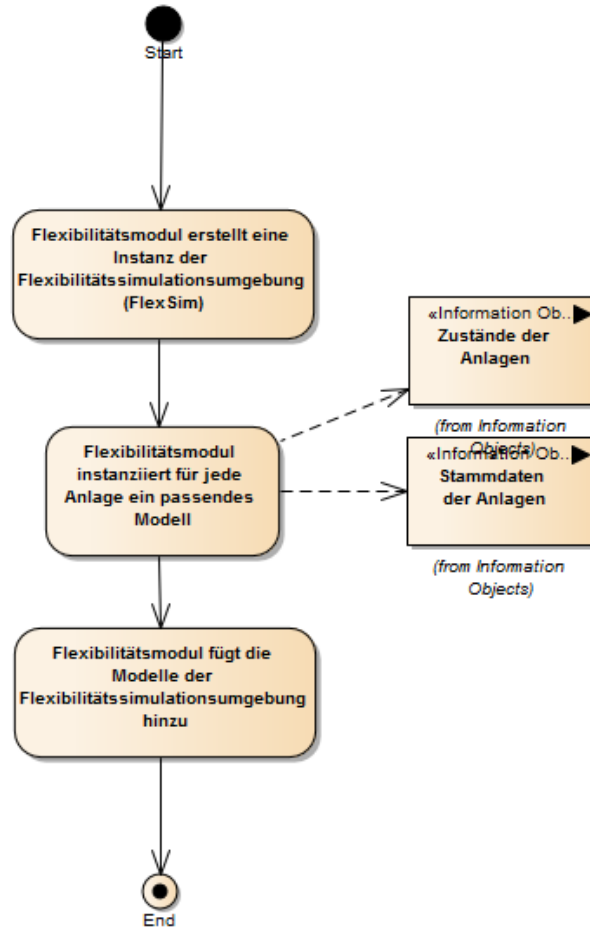 Start
Flexibilitätsmodul erstellt eine
Instanz der
Flexibilitätssimulationsumgebung
(FlexSim)
«Information Ob..
Zustände der
Anlagen
(from Information
Objects)
Flexibilitätsmodul
instanziiert für jede
Anlage ein passendes
Modell
«Information Ob..
Stammdaten
der Anlagen
(from Information
Objects)
Flexibilitätsmodul fügt die
Modelle der
Flexibilitätssimulationsumgebung
hinzu
End